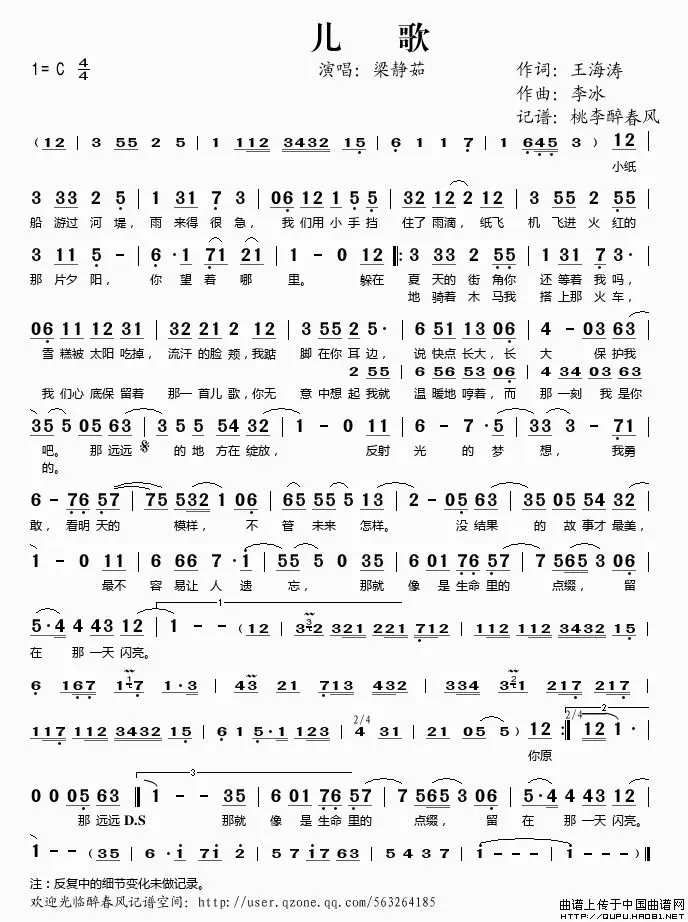 儿 歌
1= C 4/4 演唱：梁静茹 作词：王海涛
作曲：李冰
记谱：桃李醉春风
( 12 | 3 55 2 5 | 1 112 3432 15 | 6 1 1 7 | 1 645 3 ) 12 |
小纸
3 33 2 5 | 1 31 7 3 | 06 12 1 5 5 | 32 12 2 12 | 3 55 2 55 |
船 游过 河 堤， 雨 来得 很 急， 我 们用 小 手 挡 住了 雨滴， 纸飞 机 飞进 火 红的
3 11 5 - | 6 · 1 71 21 | 1 - 0 12 ‖: 3 33 2 55 | 1 31 7 3 · |
那 片夕 阳， 你 望 着 哪 里。 躲在 夏 天的 街 角你 还 等着 我 吗，
地 骑着 木 马我 搭 上那 火 车，
06 11 12 31 | 32 21 2 12 | 3 55 2 5 · | 6 51 13 06 | 4 - 03 63 |
雪 糕被 太阳 吃掉， 流汗 的脸 颊，我踮 脚 在你 耳 边， 说 快点 长大，长 大 保护我
2 55 | 6 56 53 06 | 4 34 03 63 |
我 们心 底保 留着 那一 首儿 歌，你无 意 中想 起 我就 温 暖地 哼着，而 那 一刻 我是你
35 5 05 63 | 3 5 5 54 32 | 1 - 0 11 | 6 - 7 · 5 | 3 3 - 71 |
吧。 那 远远 的 地 方在 绽放， 反射 光 的 梦 想， 我勇
的。
6 - 76 57 | 75 532 1 06 | 65 55 5 13 | 2 - 05 63 | 35 05 54 32 |
敢， 看明 天的 模样， 不 管 未来 怎样。 没 结果 的 故 事才 最美，
1 - 0 11 | 6 66 7 · 1 | 55 5 0 35 | 6 01 76 57 | 7 565 3 06 |
最不 容 易让 人 遗 忘， 那就 像 是 生命 里的 点缀， 留
5 · 4 4 43 12 | 1 - - ( 12 | 332 321 221 712 | 112 112 3432 15 |
在 那 一天 闪亮。
6 167 117 1 · 3 | 43 21 713 432 | 334 321 217 217 |
117 112 3432 15 | 6 1 5 · 1 123 | 2/4 4 31 | 21 05 5 ) 12 :‖ 2/4 12 1 · |
你原
0 0 05 63 ‖ 1 - - 35 | 6 01 76 57 | 7 565 3 06 | 5 · 4 4 43 12 |
那 远远 D.S 那就 像 是 生命 里的 点缀， 留 在 那 一天 闪亮。
1 - - ( 35 | 6 · 1 17 2 | 2 07 3 5 | 5 · 4 4 7 | 1 - - - | 1 - - - ) ‖
注：反复中的细节变化未做记录。
欢迎光临醉春风记谱空间：http://user.qzone.qq.com/563264185
曲谱上传于中国曲谱网
http://QUPU.HAO81.NET